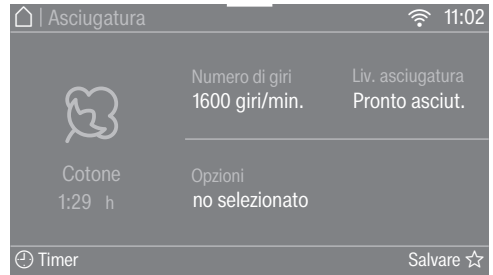 | Asciugatura 11:02
Numero di giri Liv. asciugatura
1600 giri/min. Pronto asciut.
Cotone
1:29 h
Opzioni
no selezionato
Timer Salvare